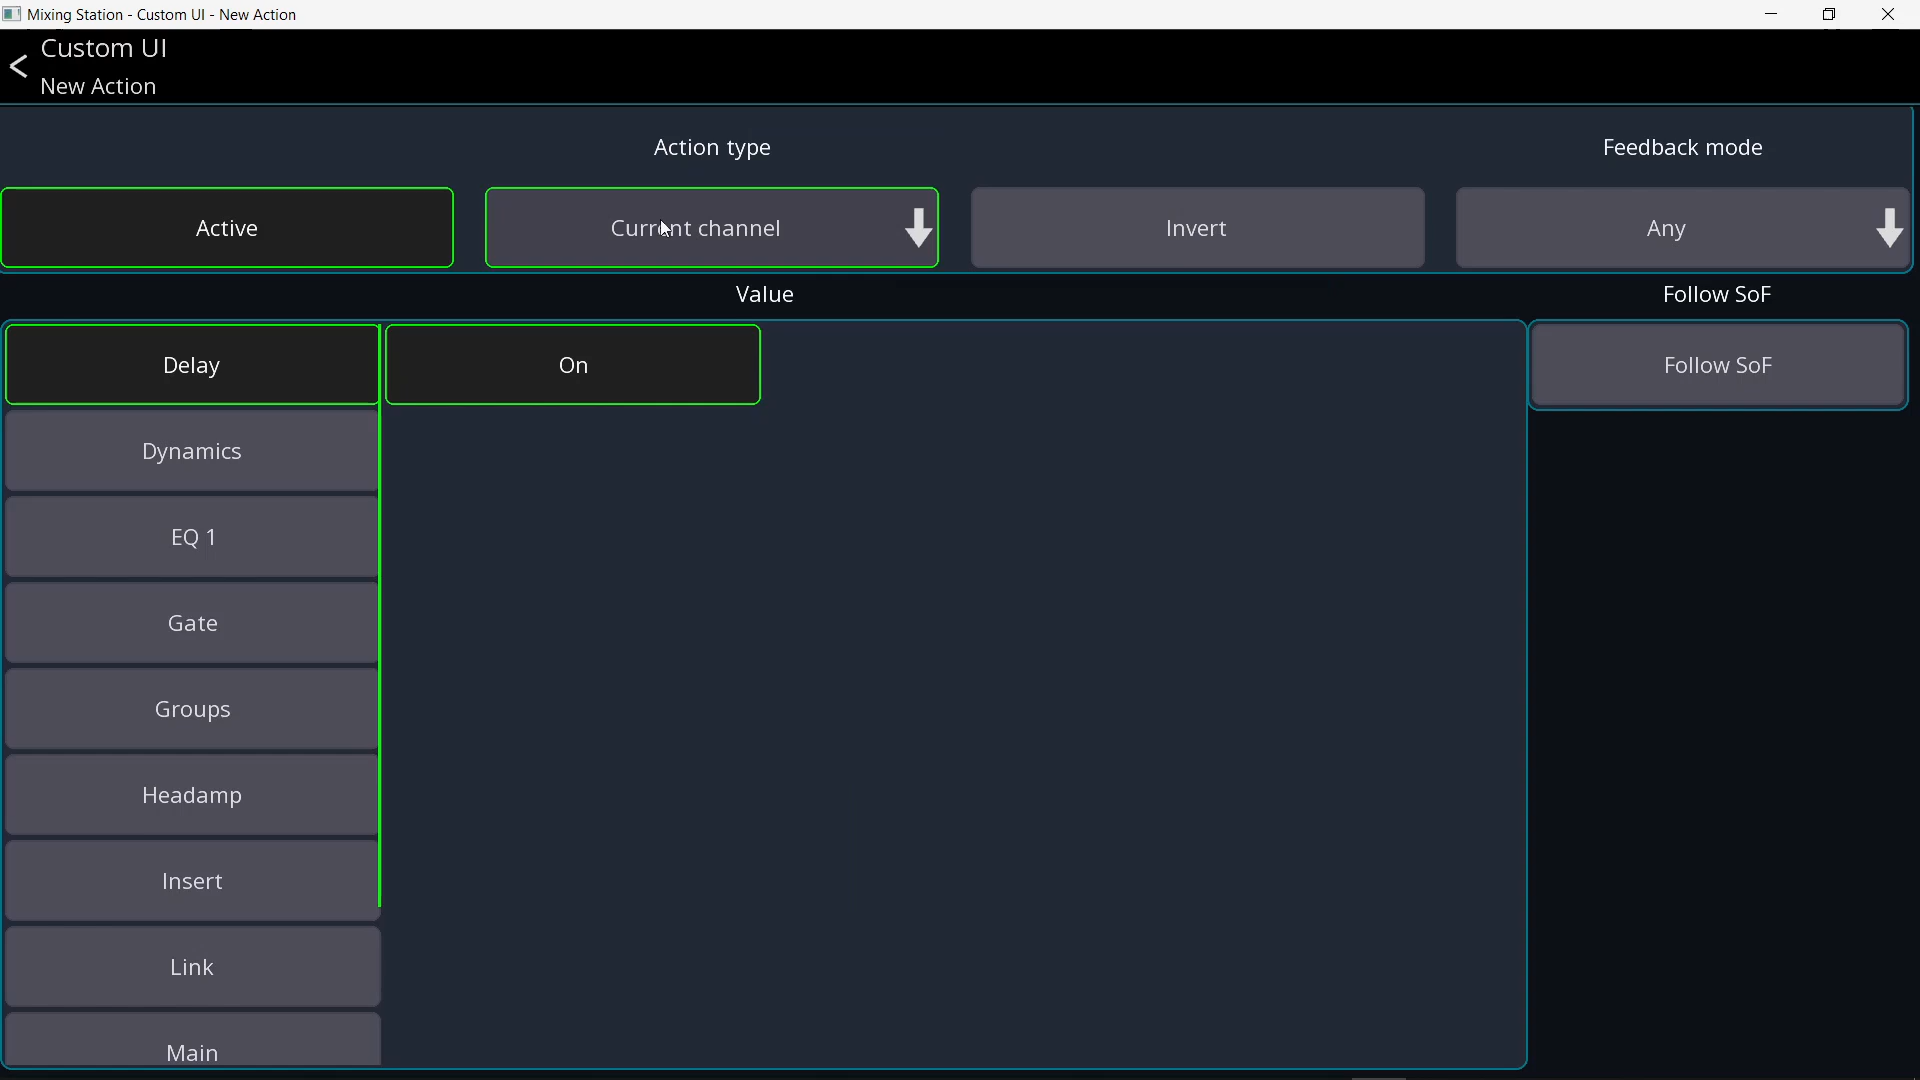 Mixing Station - Custom UI - New Action
Custom UI
New Action
Action type
Feedback mode
Active
Current channel
Invert
Any
Value
Follow SoF
Delay
On
Follow SoF
Dynamics
EQ 1
Gate
Groups
Headamp
Insert
Link
Main